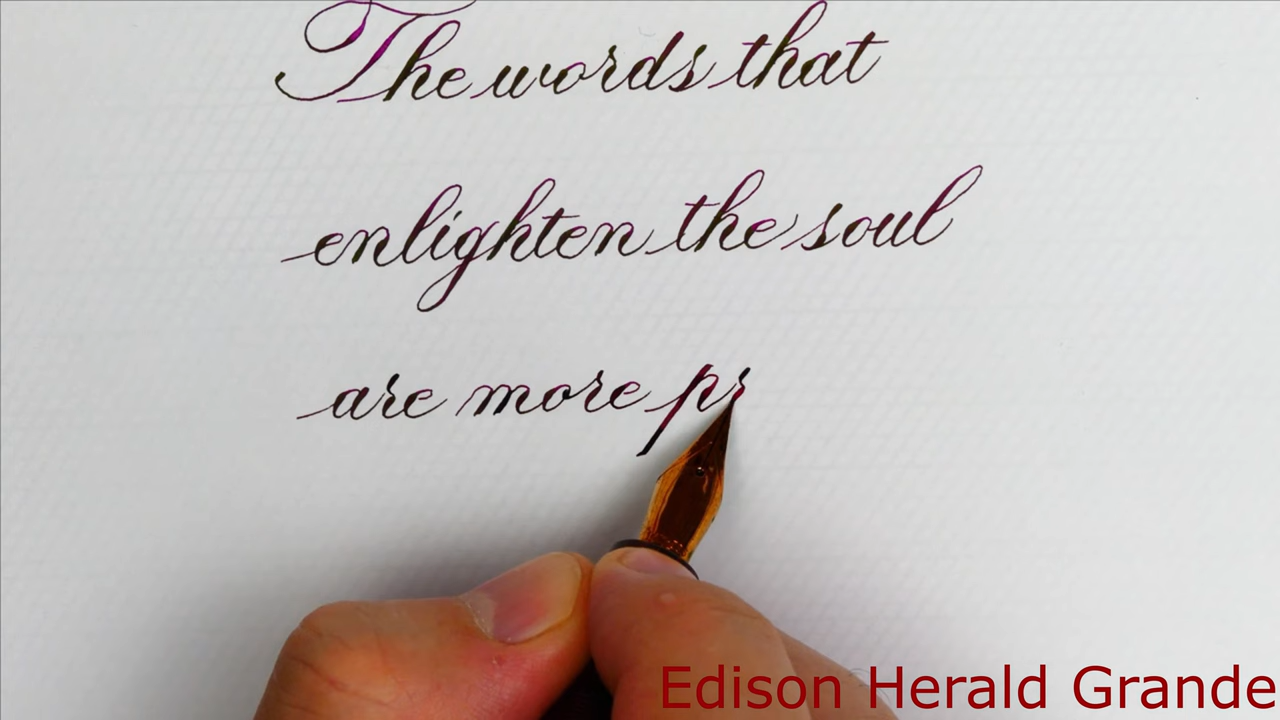 The words that
enlighten the soul
are more pr
Edison Herald Grande